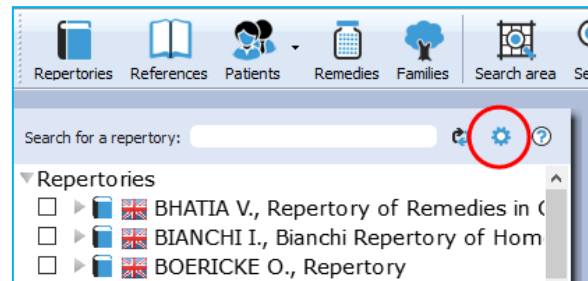 Repertories References Patients Remedies Families Search area
Search for a repertory:
Repertories
BHATIA V., Repertory of Remedies in
BIANCHI I., Bianchi Repertory of Hom
BOERICKE O., Repertory